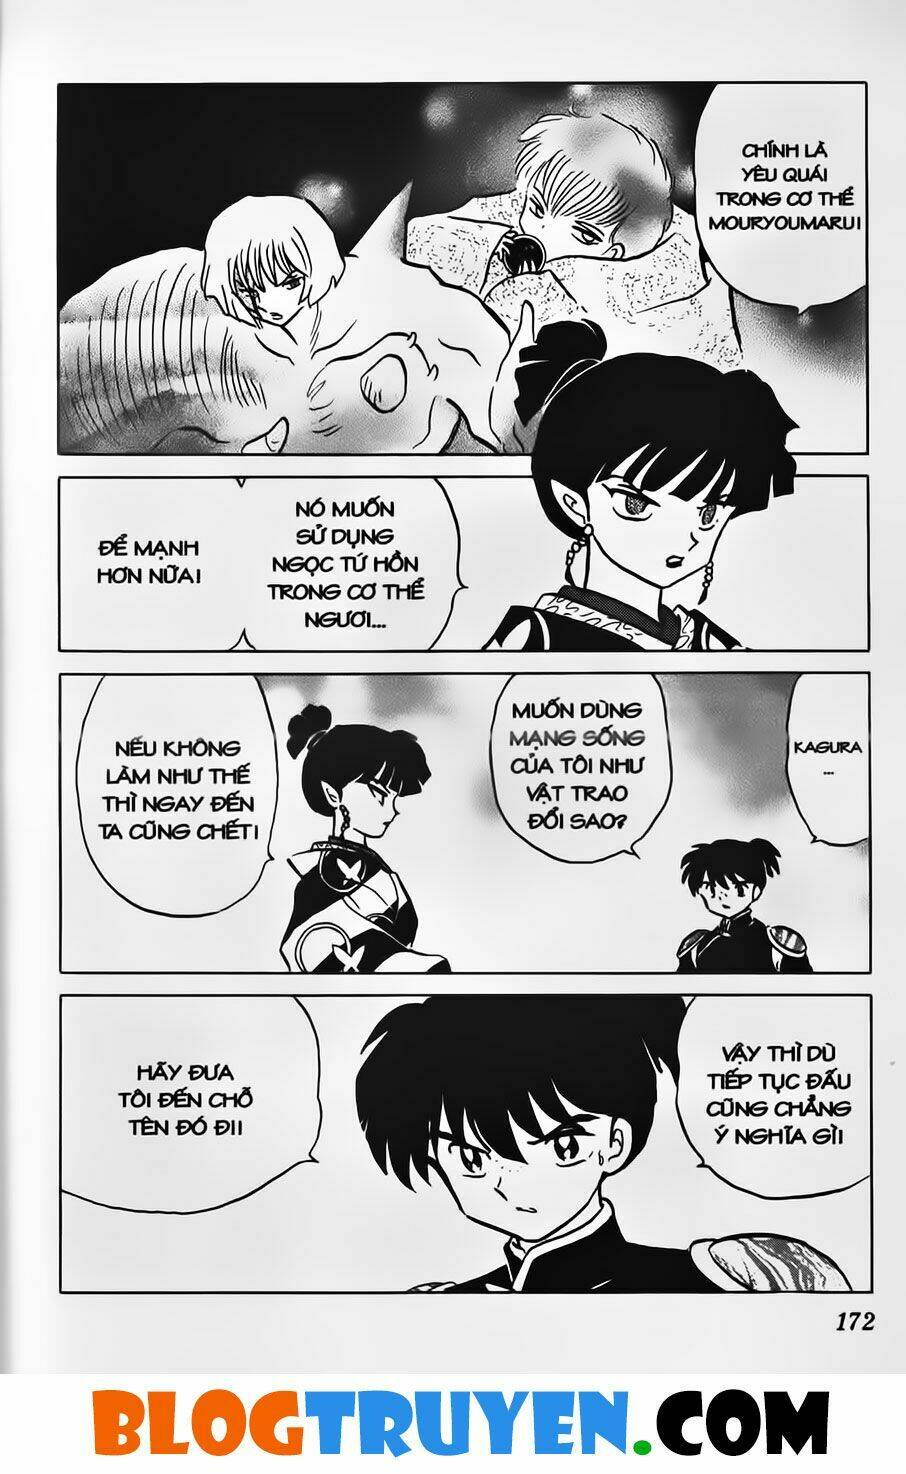 CHÍNH LÀ
YÊU QUÁI
TRONG CƠ THỂ
MOURYOUMARU!
NÓ MUỐN
SỬ DỤNG
NGỌC TỨ HỒN
TRONG CƠ THỂ
NGƯƠI...
ĐỂ MẠNH
HƠN NỮA!
KAGURA
...
MUỐN DÙNG
MẠNG SỐNG
CỦA TÔI NHƯ
VẬT TRAO
ĐỔI SAO?
NẾU KHÔNG
LÀM NHƯ THẾ
THÌ NGAY ĐẾN
TA CŨNG CHẾT!
VẬY THÌ DÙ
TIẾP TỤC ĐẤU
CŨNG CHẲNG
Ý NGHĨA GÌ!
HÃY ĐƯA
TÔI ĐẾN CHỖ
TÊN ĐÓ ĐI!
172
BLOGTRUYEN.COM